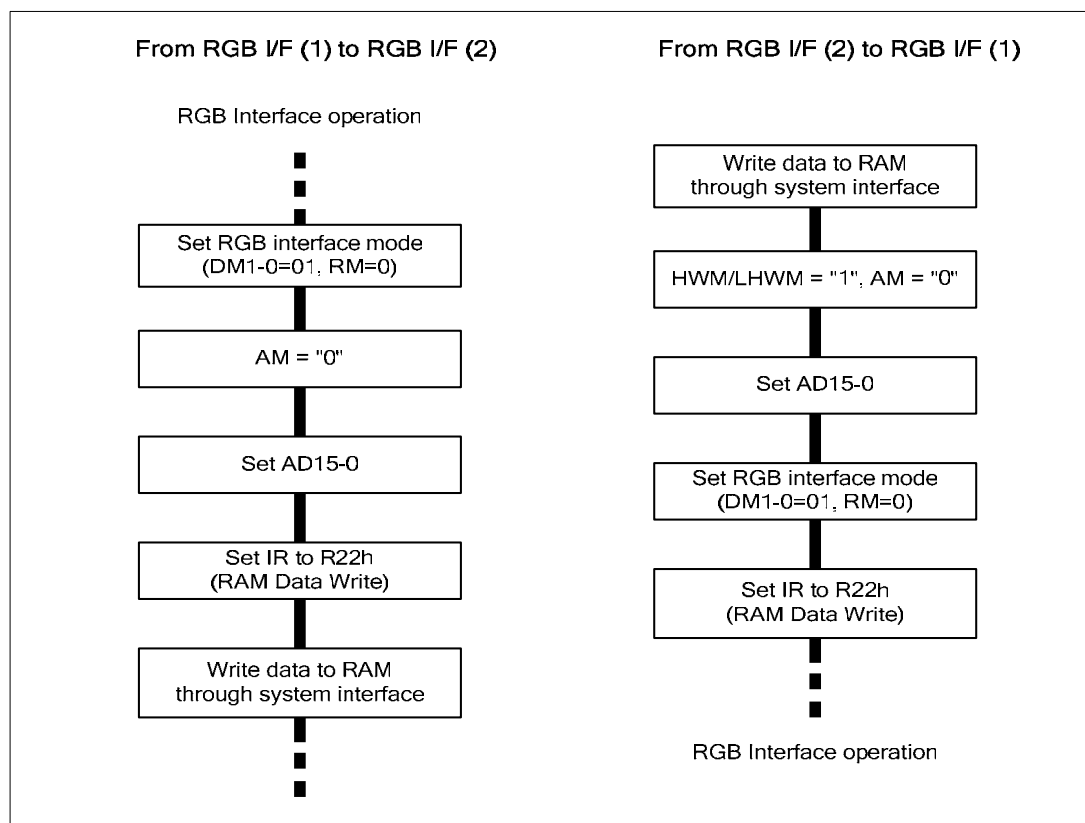 From RGB I/F (1) to RGB I/F (2)
RGB Interface operation
Set RGB interface mode
(DM1-0=01, RM=0)
AM = "0"
Set AD15-0
Set IR to R22h
(RAM Data Write)
Write data to RAM
through system interface
From RGB I/F (2) to RGB I/F (1)
Write data to RAM
through system interface
HWM/LHWM = "1", AM = "0"
Set AD15-0
Set RGB interface mode
(DM1-0=01, RM=0)
Set IR to R22h
(RAM Data Write)
RGB Interface operation